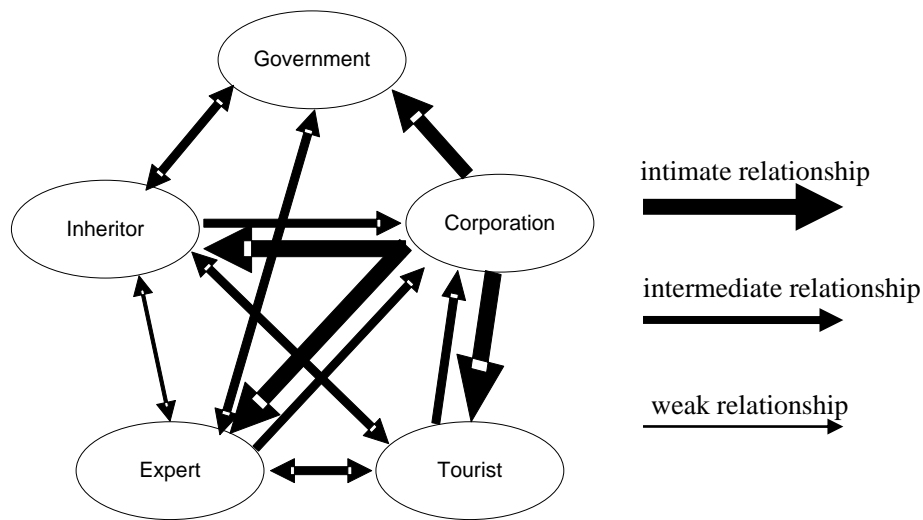 Government
intimate relationship
Inheritor
Corporation
intermediate relationship
weak relationship
Expert
Tourist